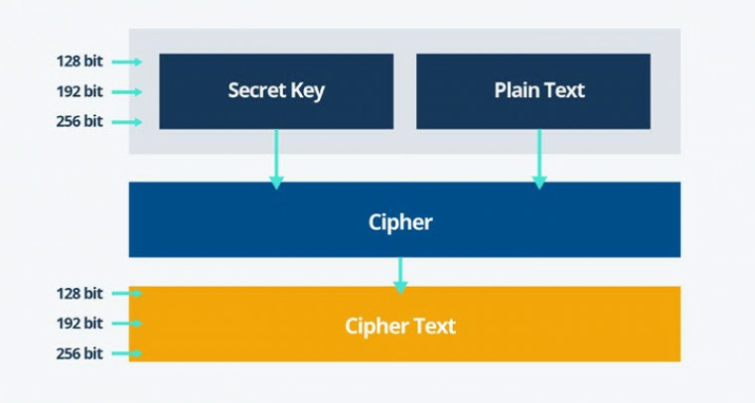 128 bit
192 bit
256 bit
Secret Key
Plain Text
Cipher
128 bit
192 bit
256 bit
Cipher Text